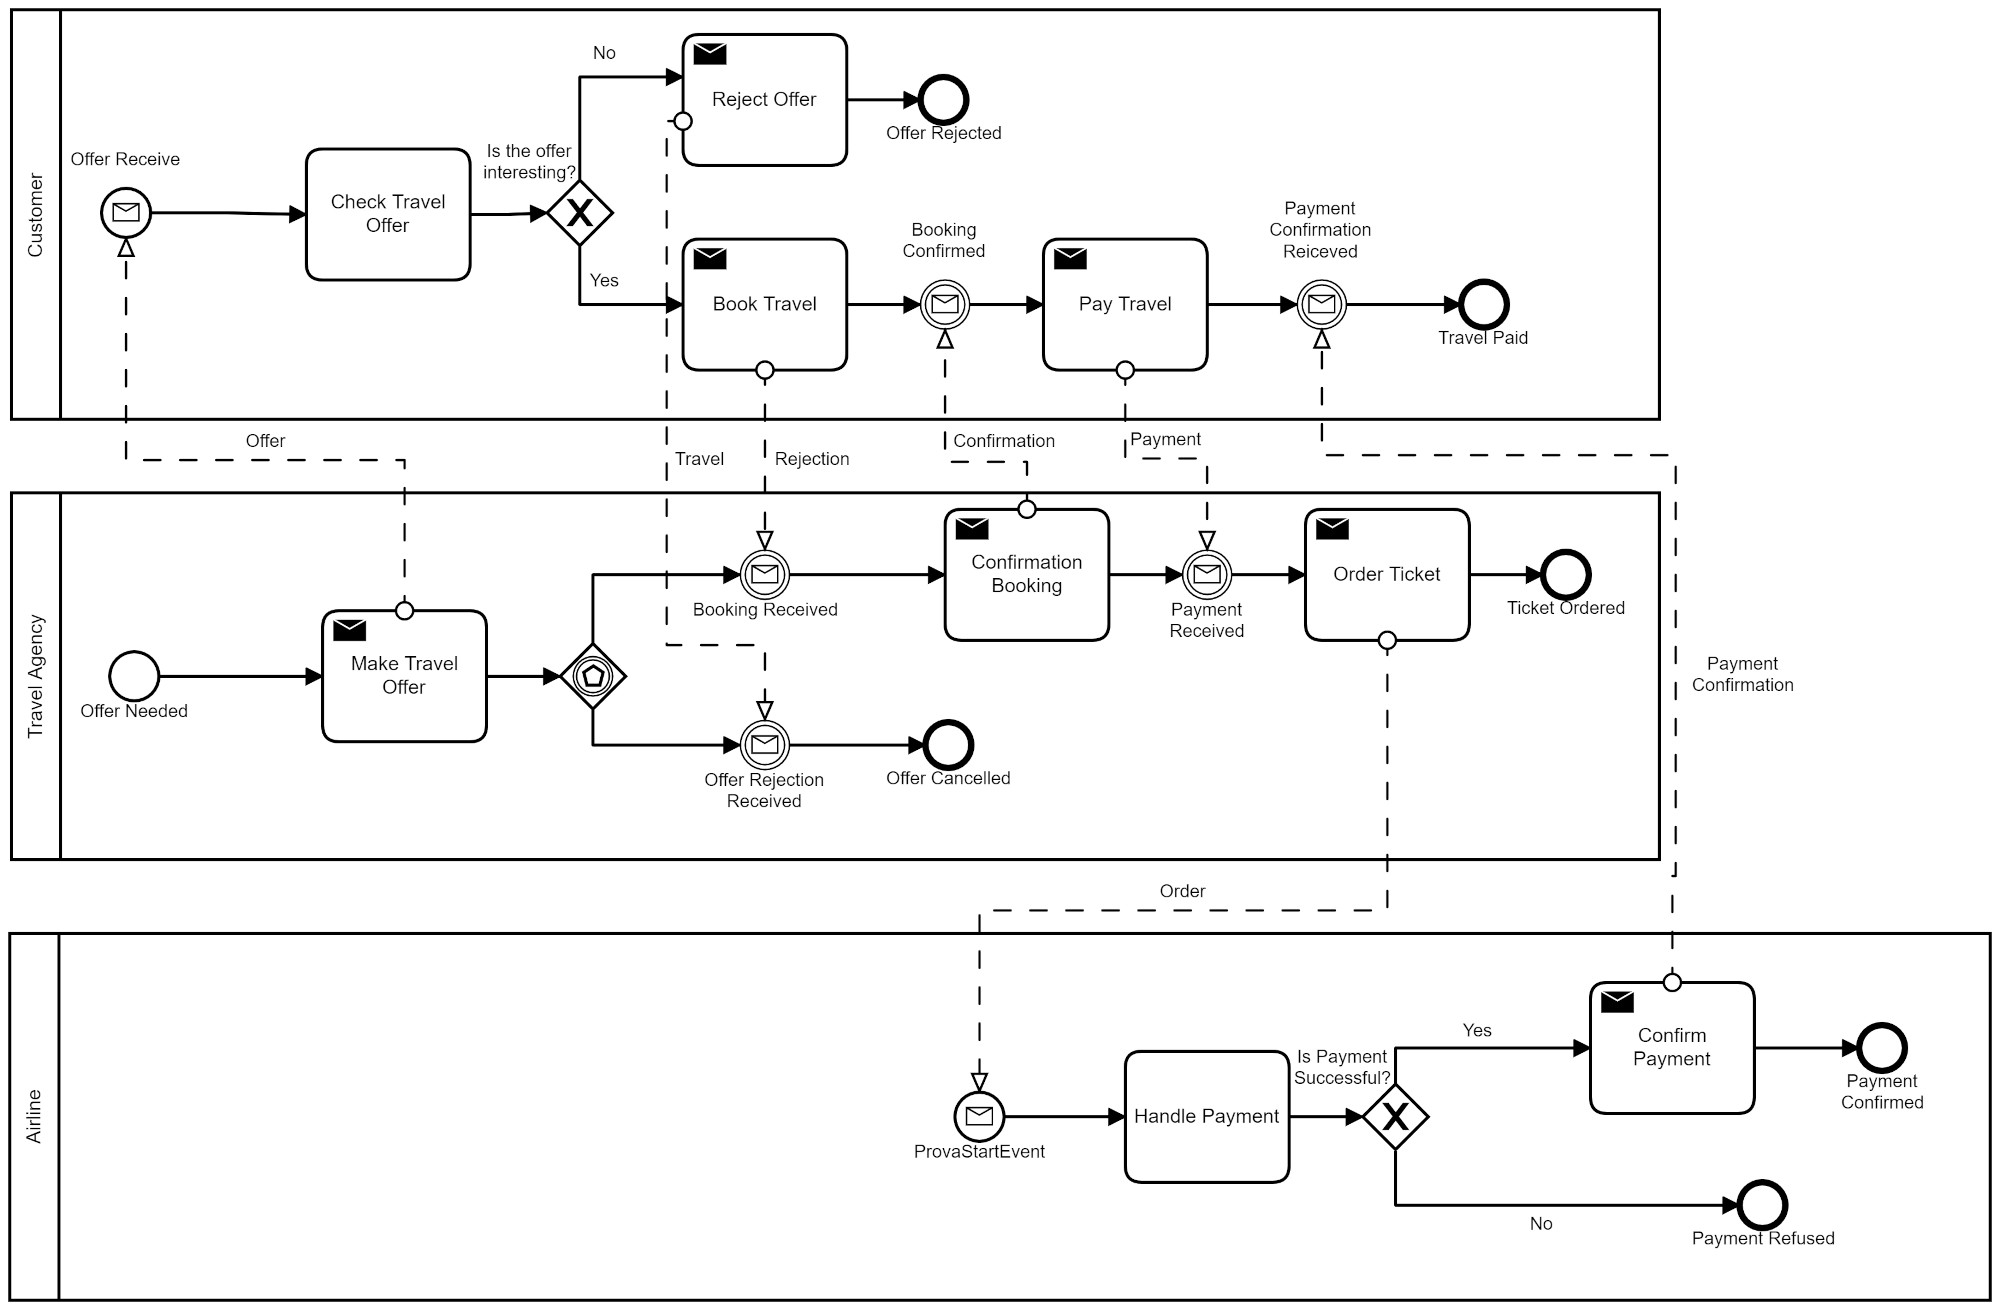 Customer
Offer Receive
Check Travel
Offer
Is the offer
interesting?
No
Yes
Reject Offer
Offer Rejected
Book Travel
Booking
Confirmed
Pay Travel
Payment
Confirmation
Reiceved
Travel Paid
Offer
Travel
Rejection
Confirmation
Payment
Travel Agency
Offer Needed
Make Travel
Offer
Booking Received
Offer Rejection
Received
Offer Cancelled
Confirmation
Booking
Payment
Received
Order Ticket
Ticket Ordered
Payment
Confirmation
Order
Airline
ProvaStartEvent
Handle Payment
Is Payment
Successful?
Yes
No
Confirm
Payment
Payment
Confirmed
Payment Refused